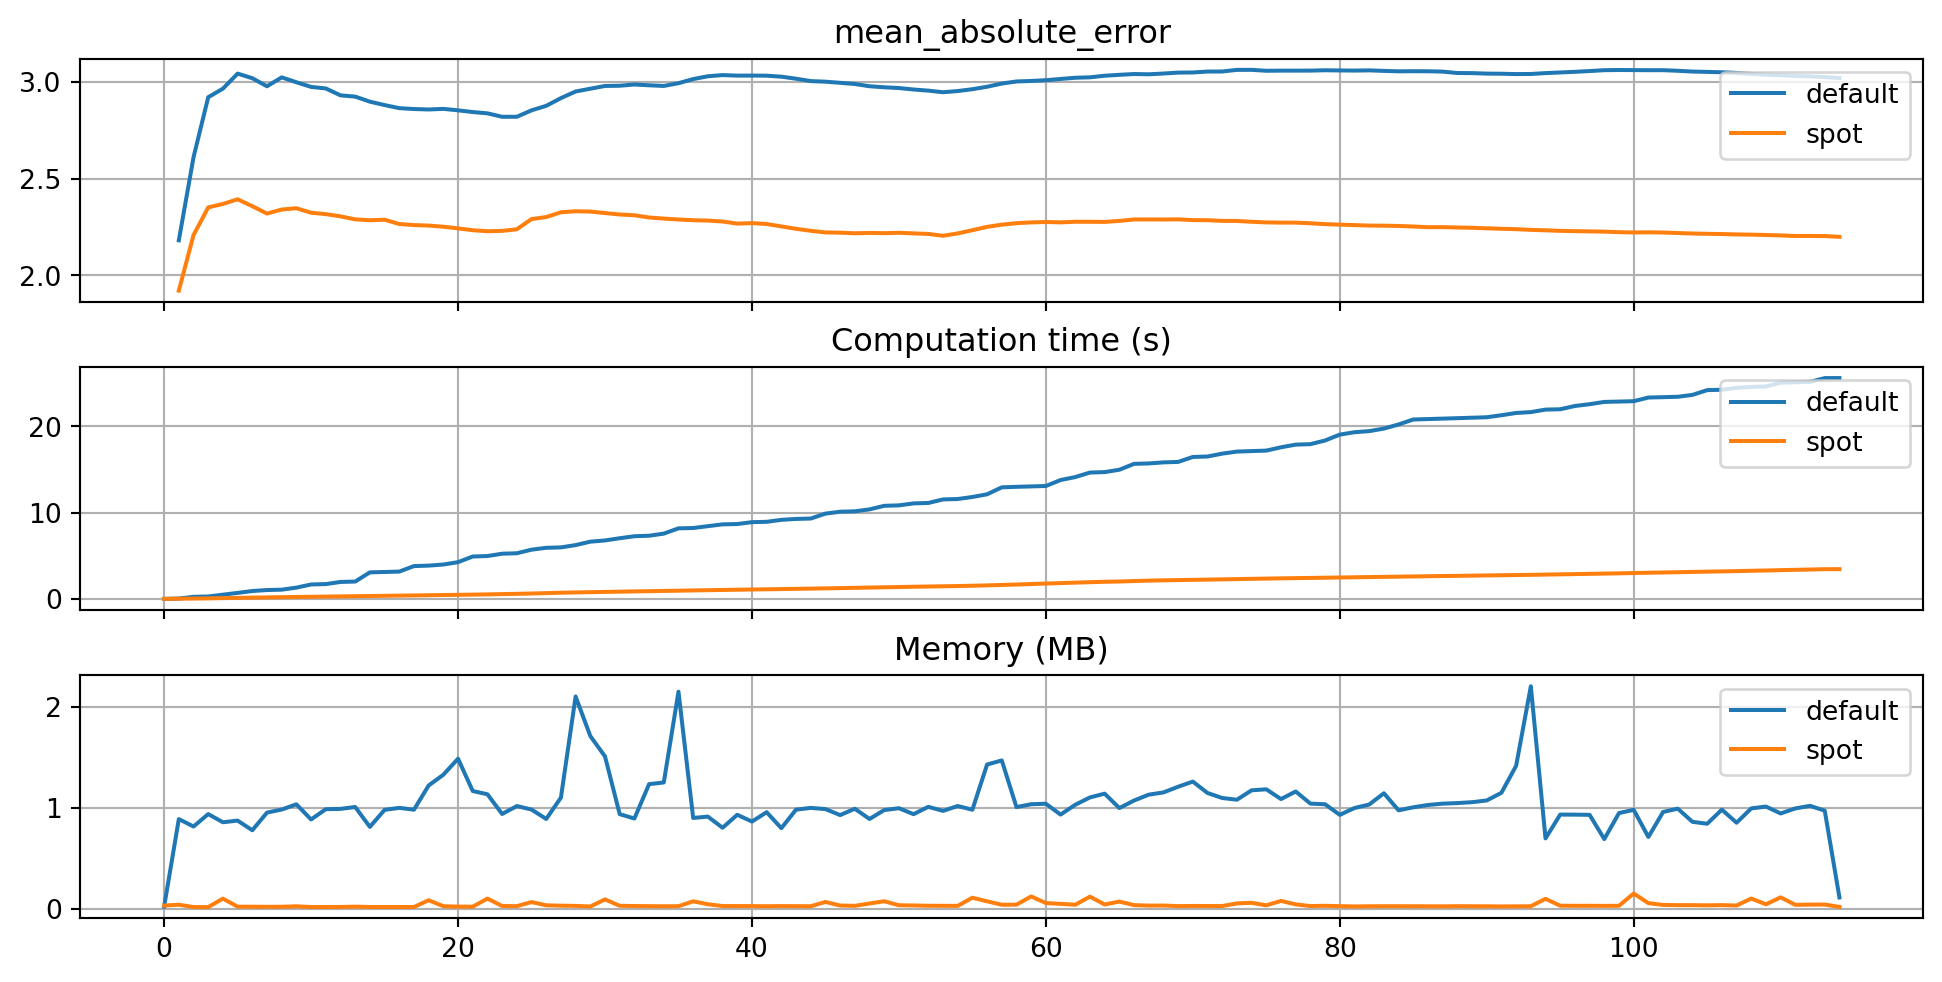 mean_absolute_error
3.0
2.5
2.0
default
spot
Computation time (s)
20
10
0
default
spot
Memory (MB)
2
1
0
default
spot
0 20 40 60 80 100